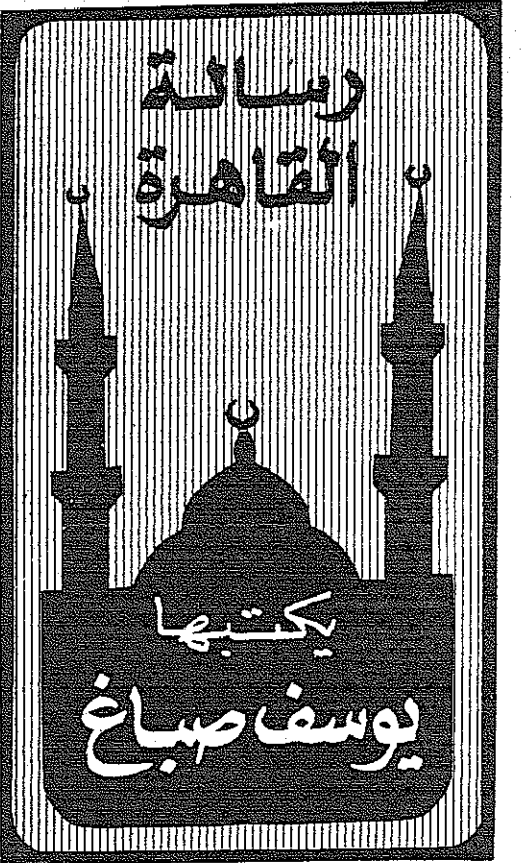 رسالة
القاهرة
يكتبها
يوسف صباغ